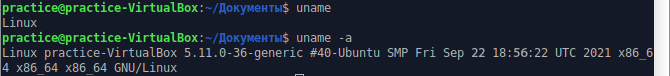 practice@practice-VirtualBox:~/Документы$ uname
Linux
practice@practice-VirtualBox:~/Документы$ uname -a
Linux practice-VirtualBox 5.11.0-36-generic #40-Ubuntu SMP Fri Sep 22 18:56:22 UTC 2021 x86_6
4 x86_64 x86_64 GNU/Linux